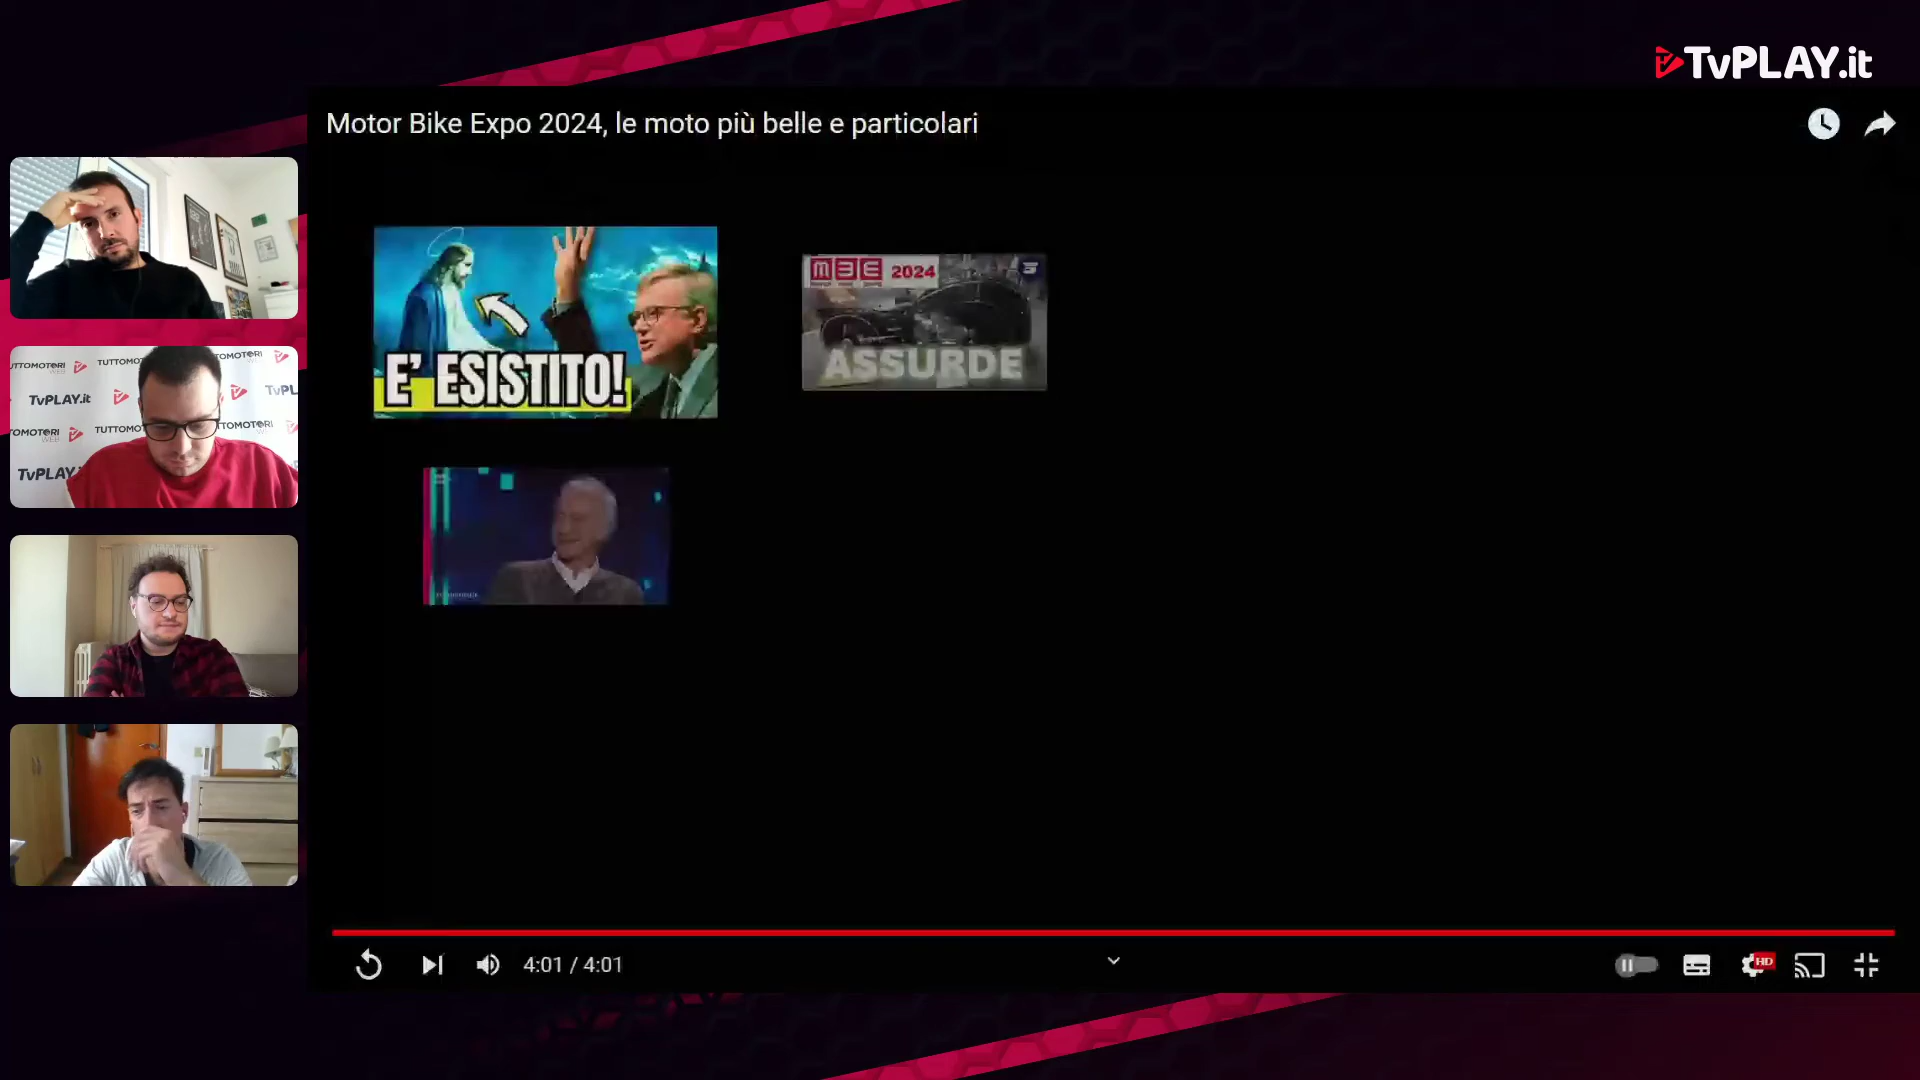 TvPLAY.it
Motor Bike Expo 2024, le moto più belle e particolari
E' ESISTITO!
MBE 2024
ASSURDE
TUTTOMOTORI
TvPLAY.it
TUTTOMOTORI
TvPLAY
4:01 / 4:01
HD